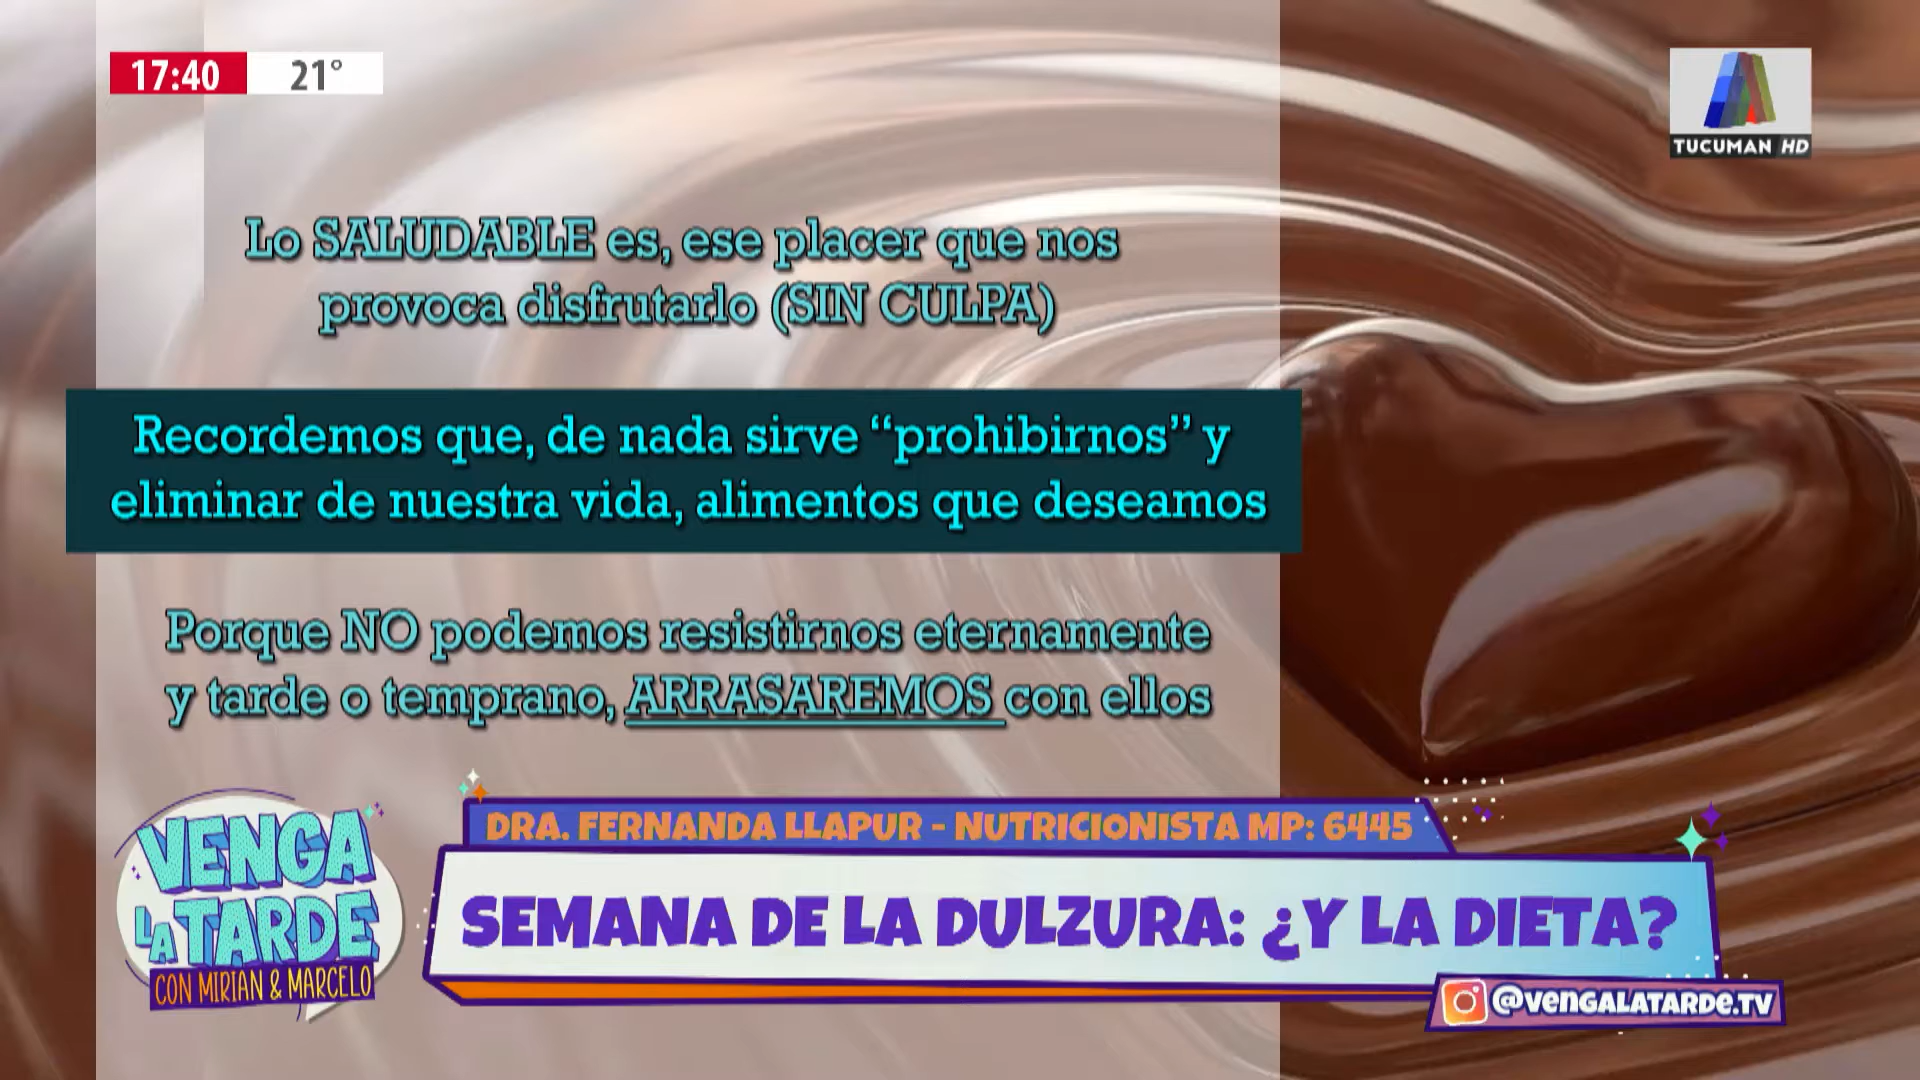 17:40 21°
TUCUMAN HD
Lo SALUDABLE es, ese placer que nos
provoca disfrutarlo (SIN CULPA)
Recordemos que, de nada sirve “prohibirnos” y
eliminar de nuestra vida, alimentos que deseamos
Porque NO podemos resistirnos eternamente
y tarde o temprano, ARRASAREMOS con ellos
VENGA
LA TARDE
CON MIRIAN & MARCELO
DRA. FERNANDA LLAPUR - NUTRICIONISTA MP: 6445
SEMANA DE LA DULZURA: ¿Y LA DIETA?
@VENGALATARDE.TV